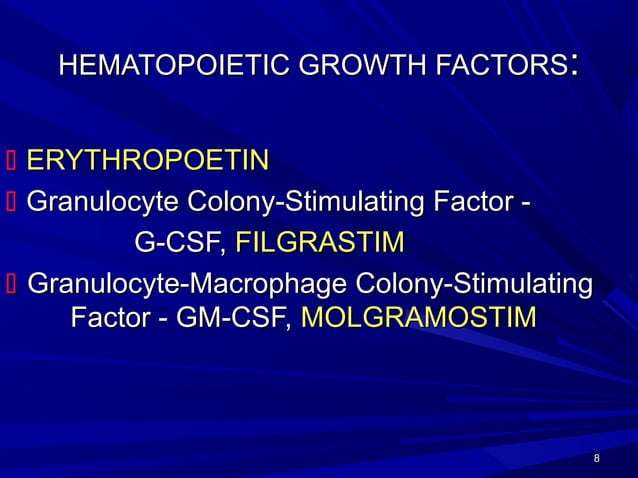 HEMATOPOIETIC GROWTH FACTORS:
ERYTHROPOETIN
Granulocyte Colony-Stimulating Factor -
G-CSF, FILGRASTIM
Granulocyte-Macrophage Colony-Stimulating
Factor - GM-CSF, MOLGRAMOSTIM
8